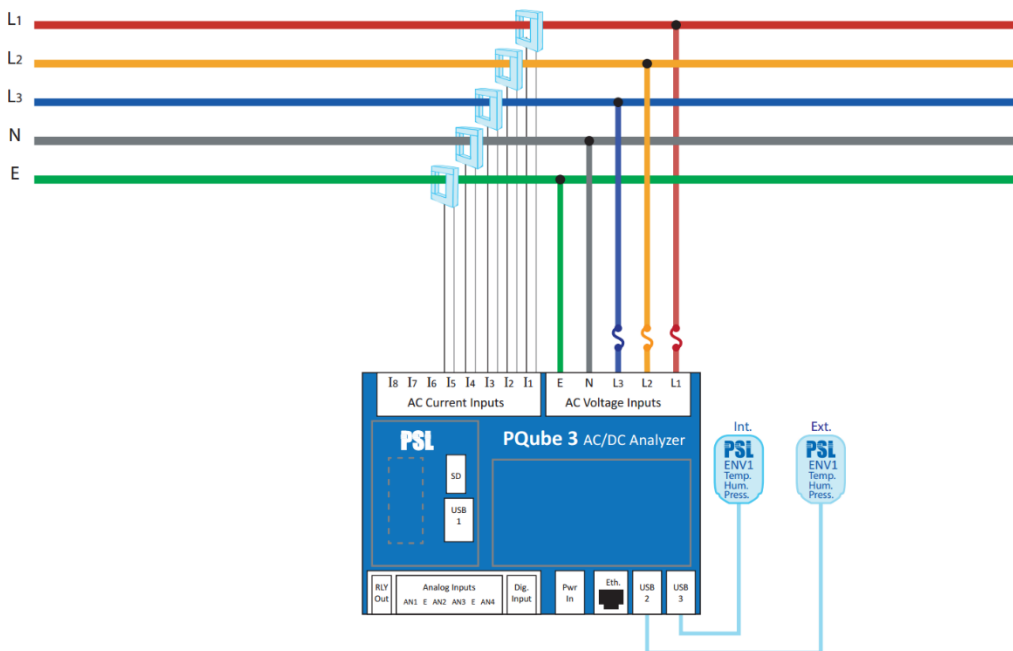 L1
L2
L3
N
E
I8 I7 I6 I5 I4 I3 I2 I1
AC Current Inputs
E N L3 L2 L1
AC Voltage Inputs
PSL
PQube 3 AC/DC Analyzer
SD
USB
1
Int.
PSL
ENV1
Temp.
Hum.
Press.
Ext.
PSL
ENV1
Temp.
Hum.
Press.
RLY
Out
Analog Inputs
AN1 E AN2 AN3 E AN4
Dig.
Input
Pwr
In
Eth.
USB
2
USB
3